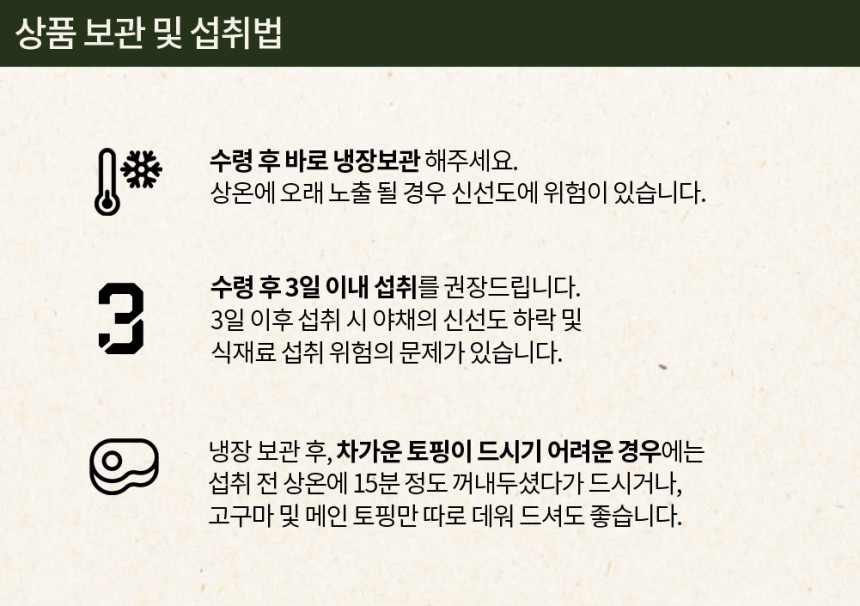 상품 보관 및 섭취법
수령 후 바로 냉장보관 해주세요.
상온에 오래 노출 될 경우 신선도에 위험이 있습니다.
3
수령 후 3일 이내 섭취를 권장드립니다.
3일 이후 섭취 시 야채의 신선도 하락 및
식재료 섭취 위험의 문제가 있습니다.
냉장 보관 후, 차가운 토핑이 드시기 어려운 경우에는
섭취 전 상온에 15분 정도 꺼내두셨다가 드시거나,
고구마 및 메인 토핑만 따로 데워 드셔도 좋습니다.